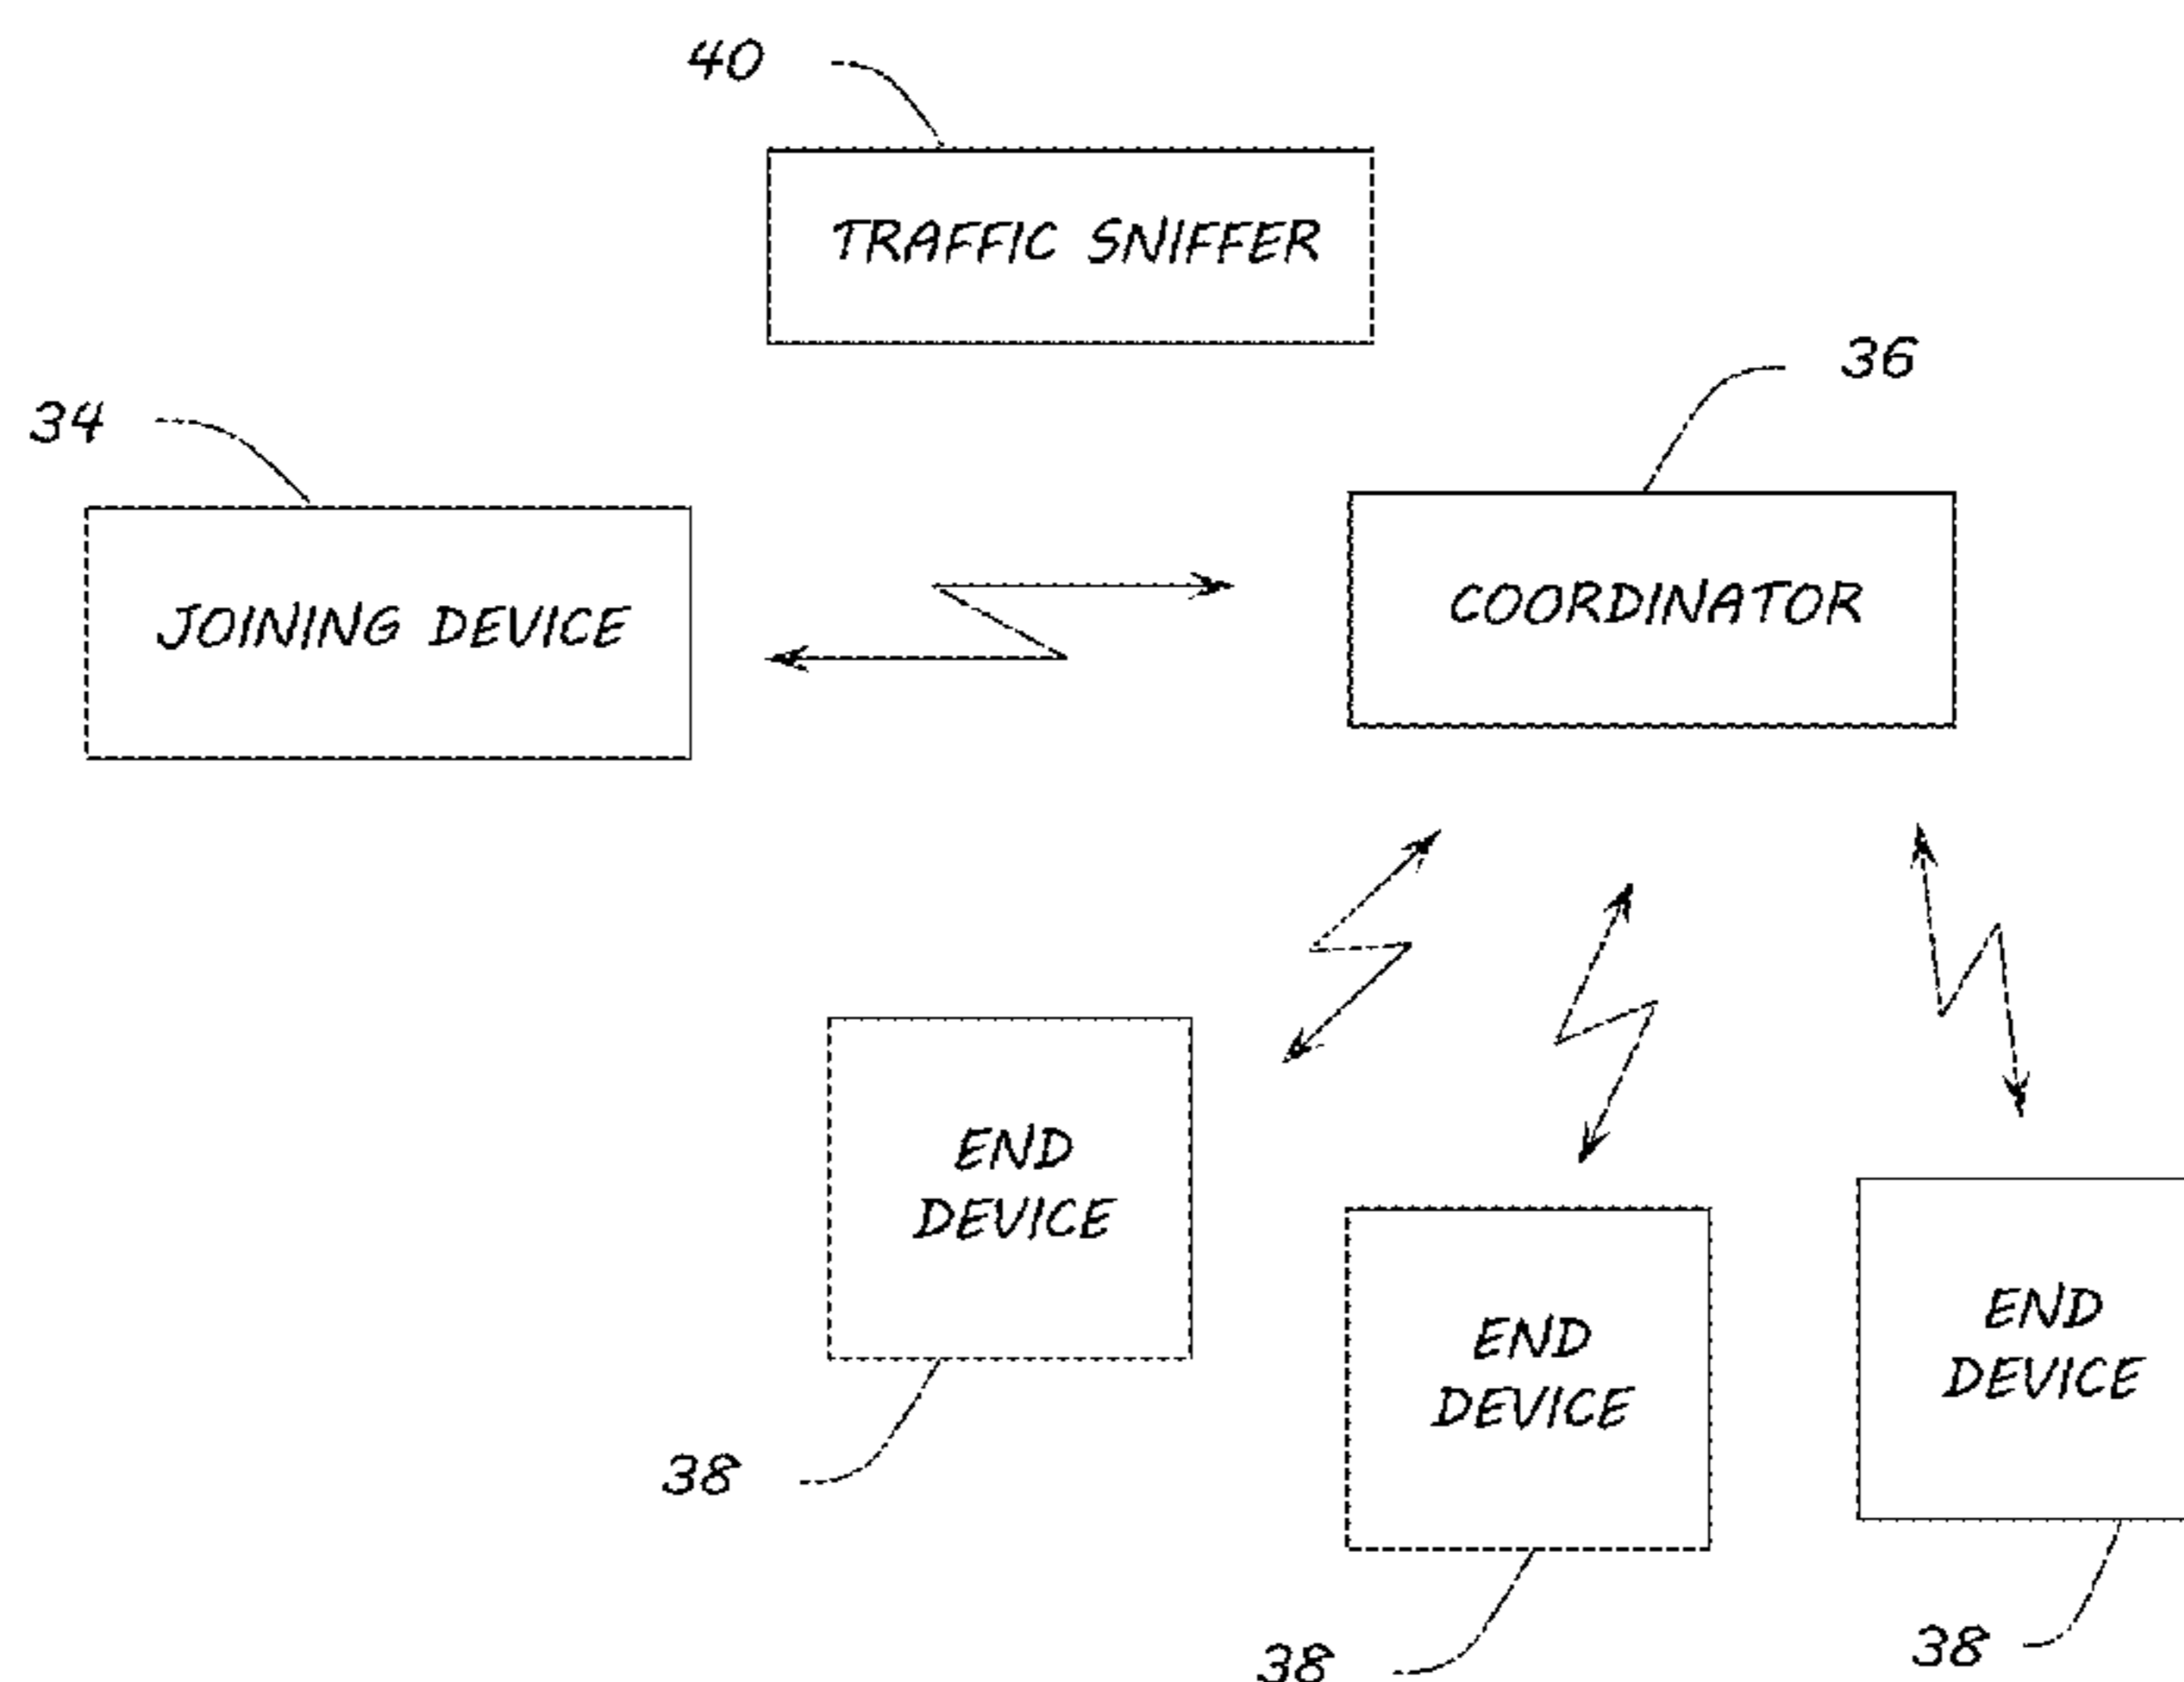 40
TRAFFIC SNIFFER
36
34
JOINING DEVICE
COORDINATOR
END
DEVICE
END
DEVICE
END
DEVICE
38
38
38